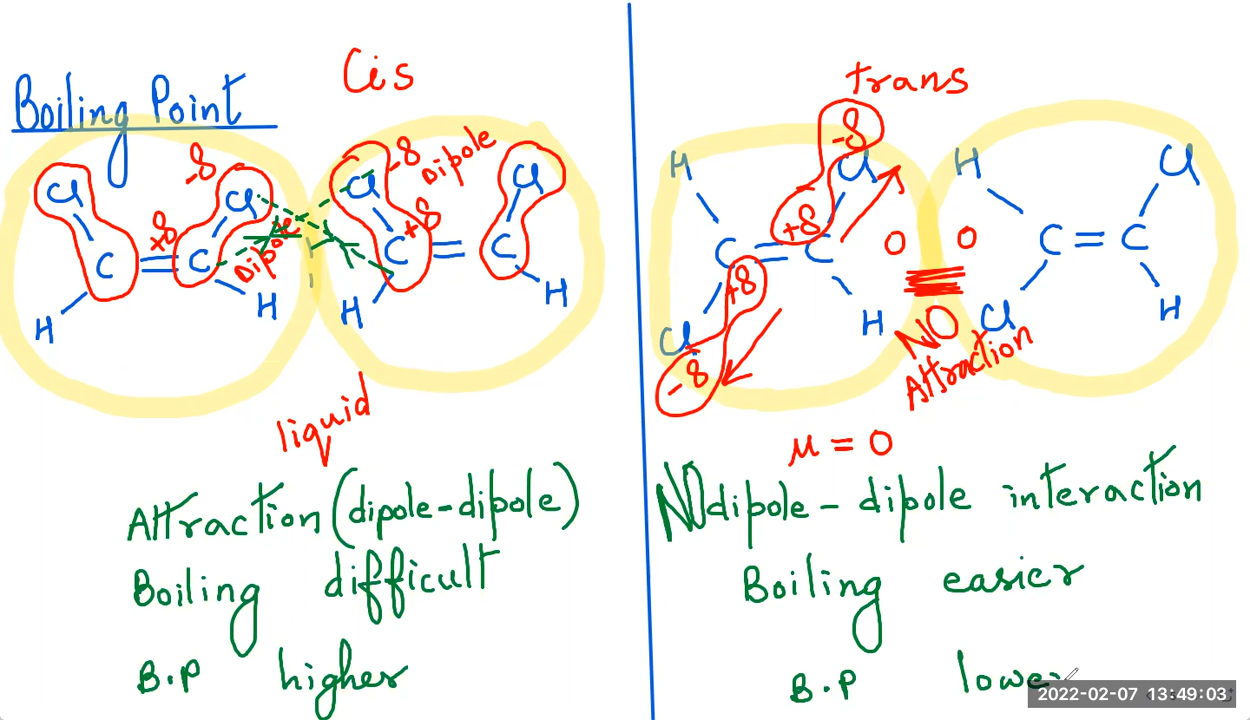 Boiling Point
Cis
-δ
Cl
Cl
+δ
C = C
H
H
Dipole
-δ
Dipole
Cl
Cl
+δ
C = C
H
H
liquid
Attraction (dipole-dipole)
Boiling difficult
B.P higher
trans
-δ
H
Cl
+δ
C = C
+δ
Cl
H
-δ
O
O
NO
Attraction
H
Cl
C = C
Cl
H
μ = 0
NO dipole - dipole interaction
Boiling easier
B.P lower
2022-02-07 13:49:03